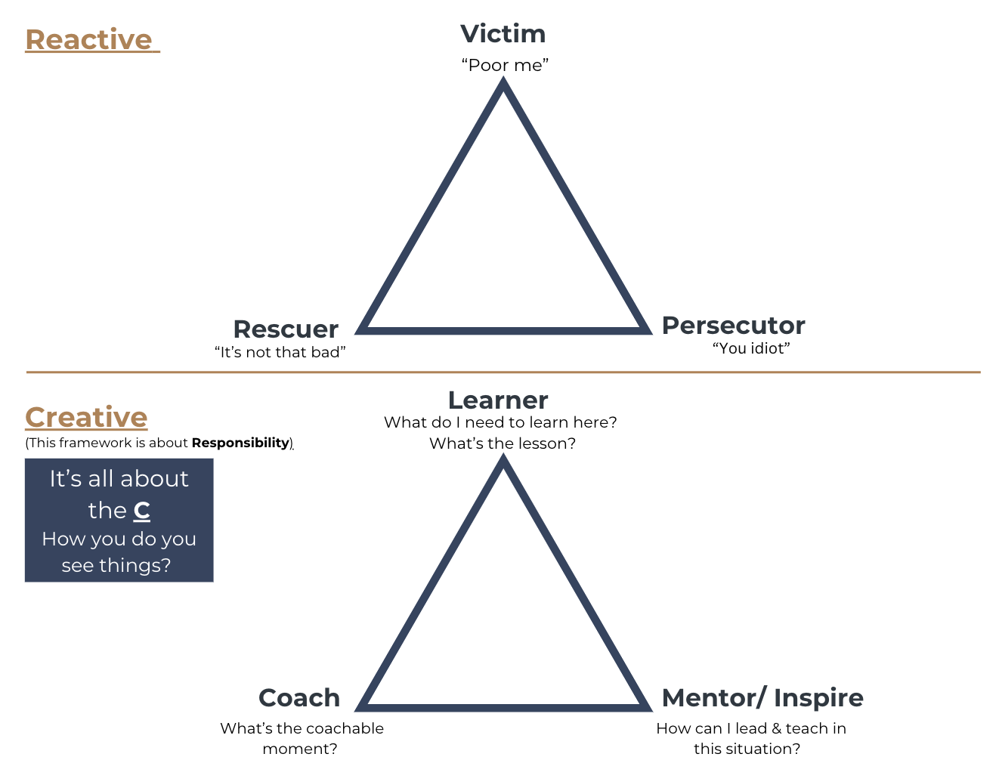 Reactive
Victim
“Poor me”
Rescuer
“It’s not that bad”
Persecutor
“You idiot”
Creative
(This framework is about Responsibility)
It’s all about
the C
How you do you
see things?
Learner
What do I need to learn here?
What’s the lesson?
Coach
What’s the coachable
moment?
Mentor/ Inspire
How can I lead & teach in
this situation?